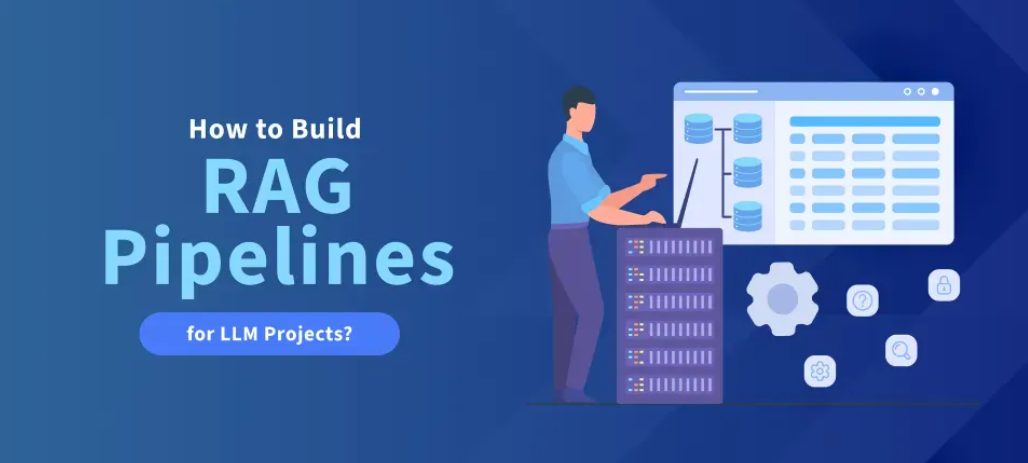 How to Build
RAG
Pipelines
for LLM Projects?